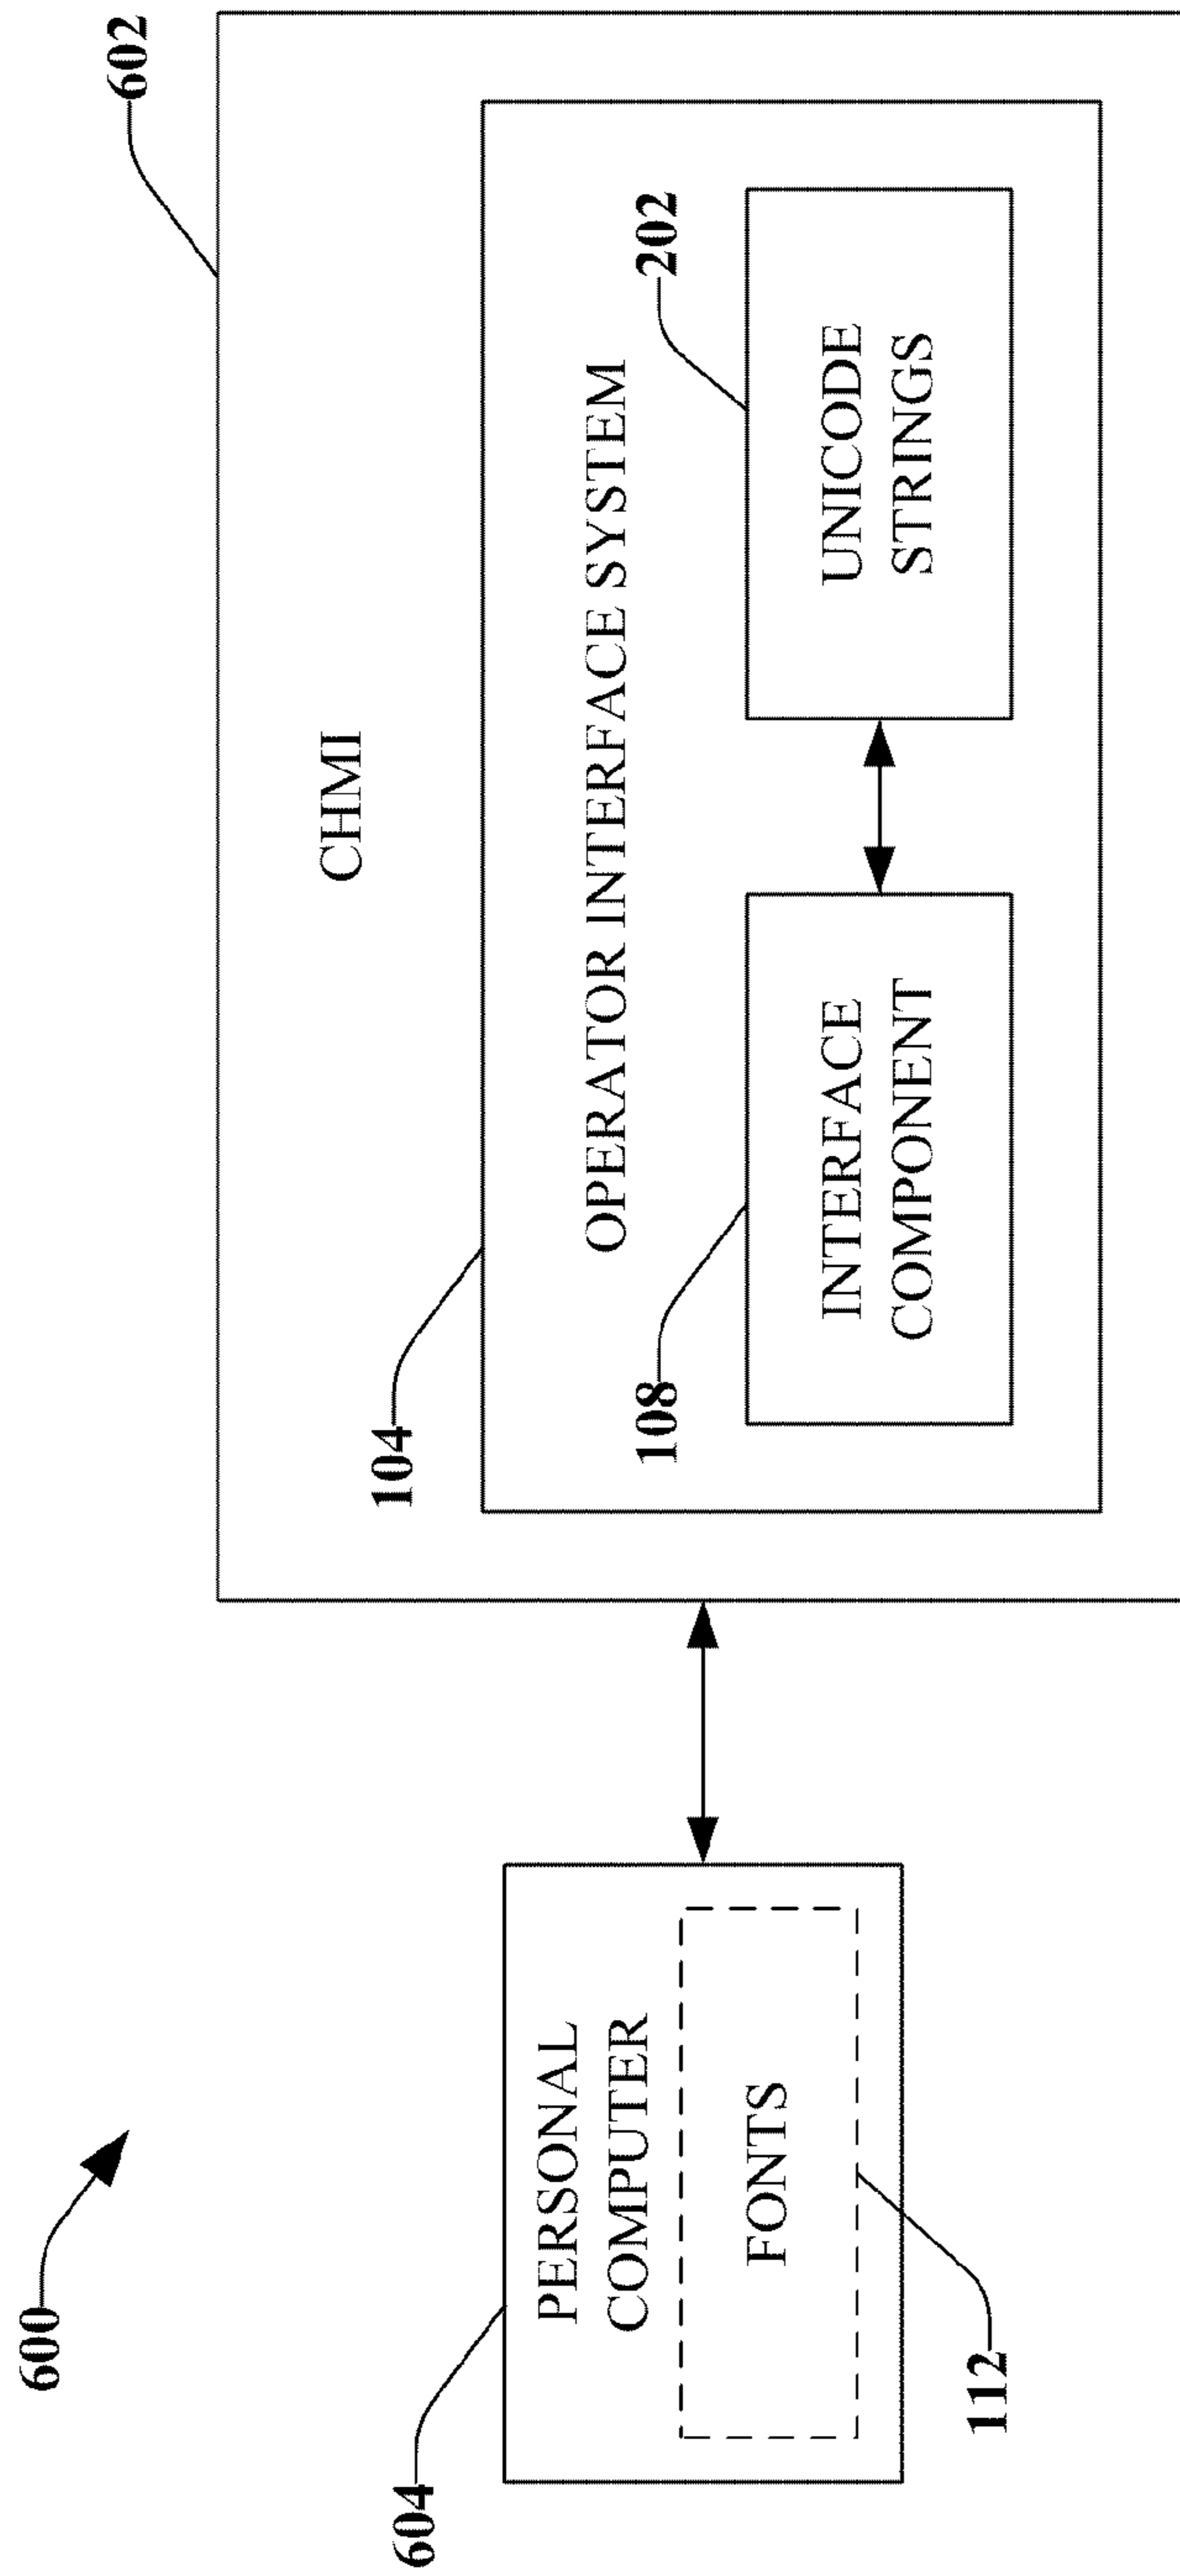 600
602
CHMI
104
OPERATOR INTERFACE SYSTEM
604
PERSONAL
COMPUTER
108
202
FONTS
INTERFACE
COMPONENT
UNICODE
STRINGS
112